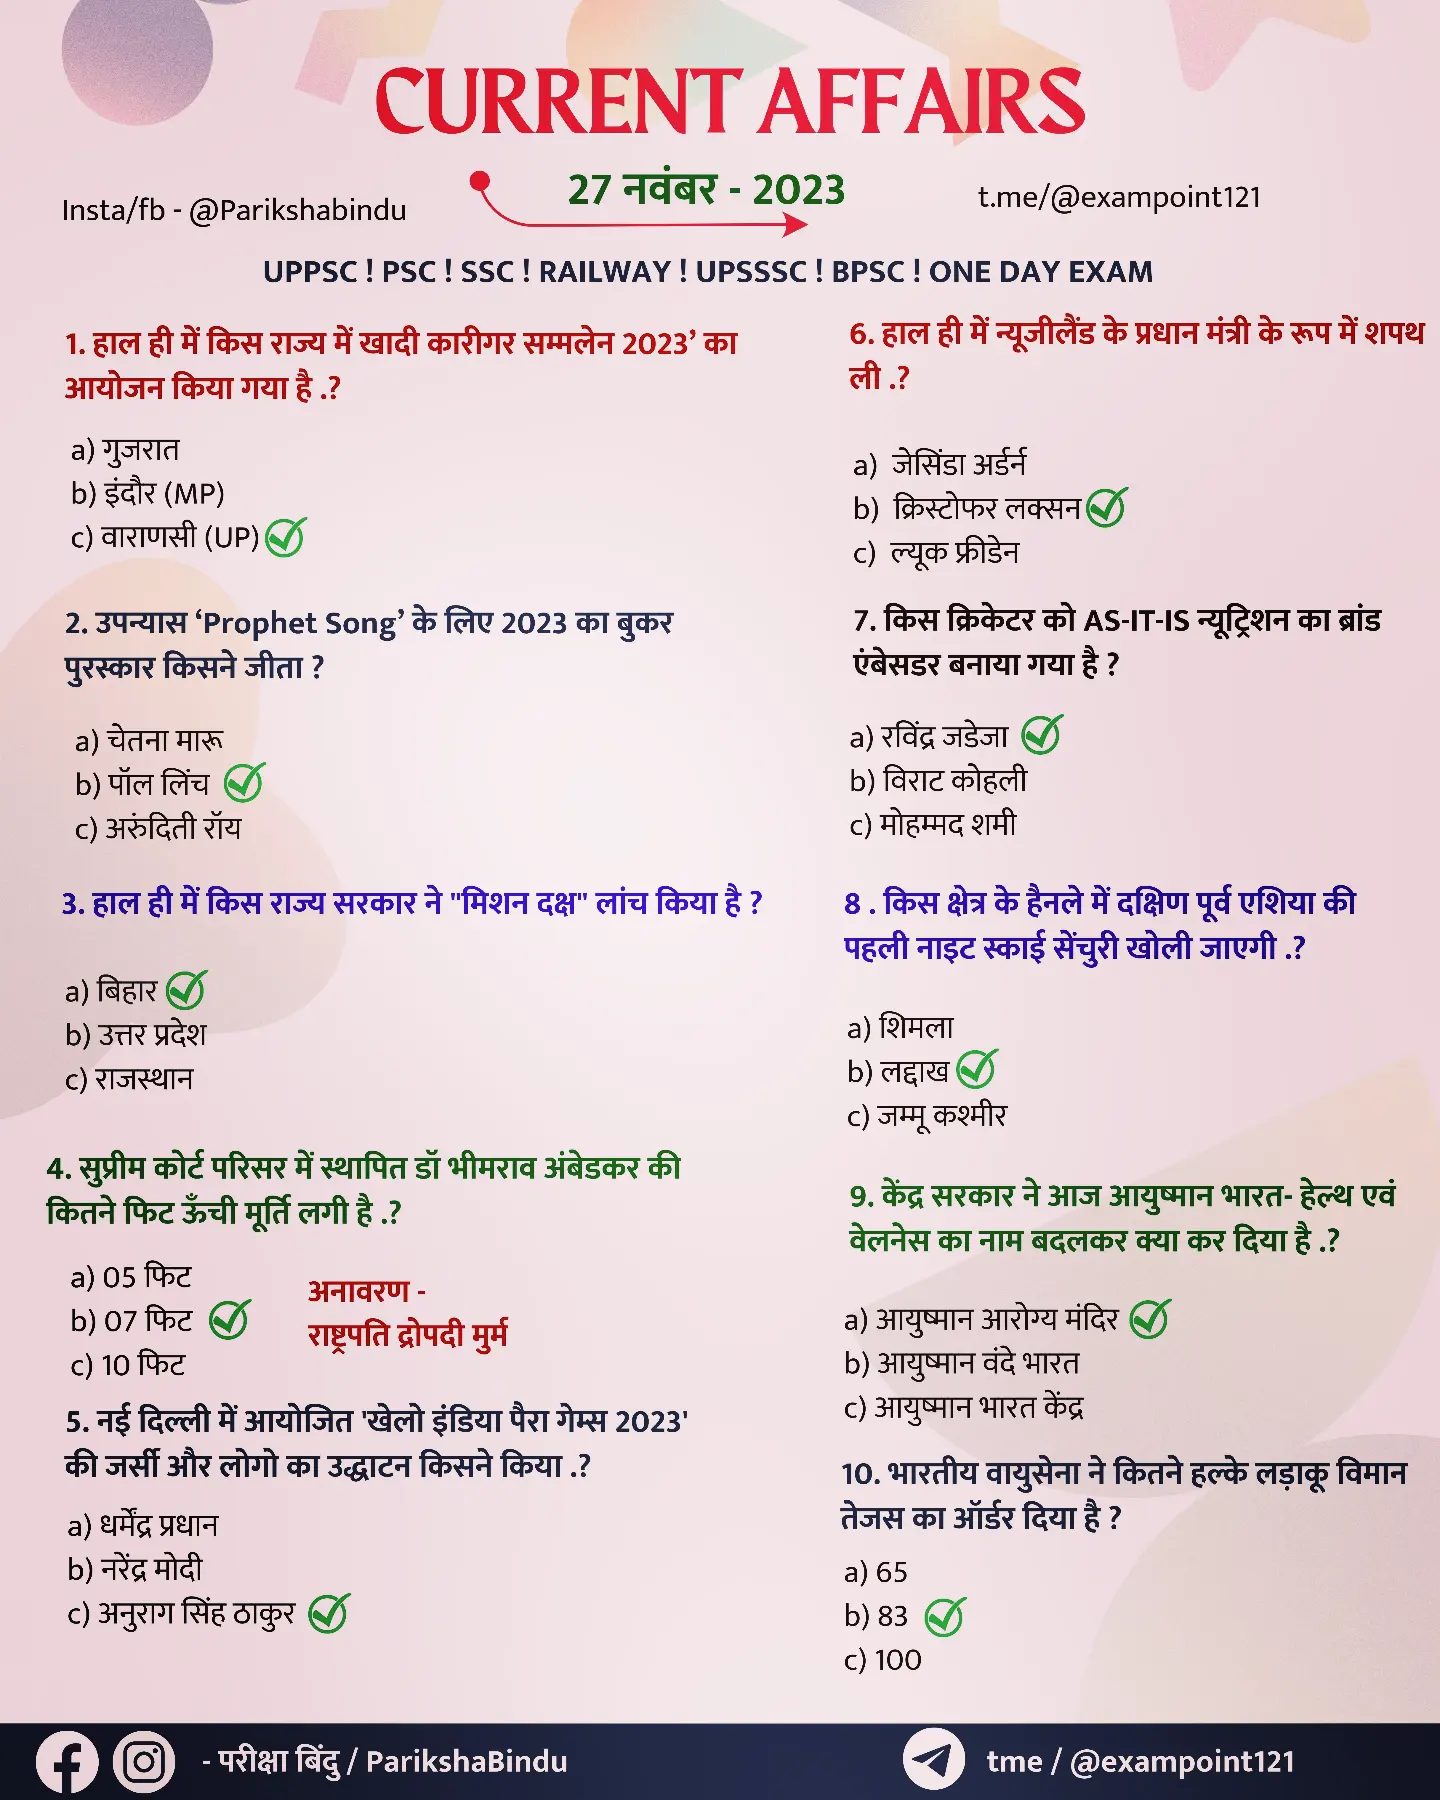 CURRENT AFFAIRS
27 नवंबर - 2023
Insta/fb - @Parikshabindu
t.me/@exampoint121
UPPSC ! PSC ! SSC ! RAILWAY ! UPSSSC ! BPSC ! ONE DAY EXAM
1. हाल ही में किस राज्य में खादी कारीगर सम्मलेन 2023’ का
आयोजन किया गया है .?
a) गुजरात
b) इंदौर (MP)
c) वाराणसी (UP)
2. उपन्यास ‘Prophet Song’ के लिए 2023 का बुकर
पुरस्कार किसने जीता ?
a) चेतना मारू
b) पॉल लिंच
c) अरुंदिती रॉय
3. हाल ही में किस राज्य सरकार ने "मिशन दक्ष" लांच किया है ?
a) बिहार
b) उत्तर प्रदेश
c) राजस्थान
4. सुप्रीम कोर्ट परिसर में स्थापित डॉ भीमराव अंबेडकर की
कितने फिट ऊँची मूर्ति लगी है .?
a) 05 फिट
b) 07 फिट
c) 10 फिट
अनावरण -
राष्ट्रपति द्रोपदी मुर्म
5. नई दिल्ली में आयोजित 'खेलो इंडिया पैरा गेम्स 2023'
की जर्सी और लोगो का उद्घाटन किसने किया .?
a) धर्मेंद्र प्रधान
b) नरेंद्र मोदी
c) अनुराग सिंह ठाकुर
6. हाल ही में न्यूजीलैंड के प्रधान मंत्री के रूप में शपथ
ली .?
a) जेसिंडा अर्डर्न
b) क्रिस्टोफर लक्सन
c) ल्यूक फ्रीडेन
7. किस क्रिकेटर को AS-IT-IS न्यूट्रिशन का ब्रांड
एंबेसडर बनाया गया है ?
a) रविंद्र जडेजा
b) विराट कोहली
c) मोहम्मद शमी
8 . किस क्षेत्र के हैनले में दक्षिण पूर्व एशिया की
पहली नाइट स्काई सेंचुरी खोली जाएगी .?
a) शिमला
b) लद्दाख
c) जम्मू कश्मीर
9. केंद्र सरकार ने आज आयुष्मान भारत- हेल्थ एवं
वेलनेस का नाम बदलकर क्या कर दिया है .?
a) आयुष्मान आरोग्य मंदिर
b) आयुष्मान वंदे भारत
c) आयुष्मान भारत केंद्र
10. भारतीय वायुसेना ने कितने हल्के लड़ाकू विमान
तेजस का ऑर्डर दिया है ?
a) 65
b) 83
c) 100
- परीक्षा बिंदु / ParikshaBindu
tme / @exampoint121